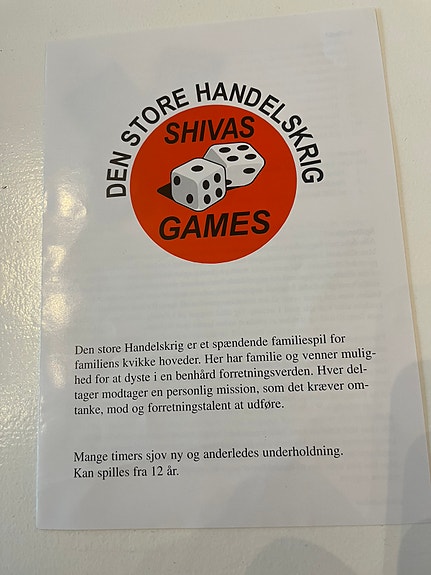 DEN STORE HANDELSKRIG
SHIVAS
GAMES
Den store Handelskrig er et spændende familiespil for
familiens kvikke hoveder. Her har familie og venner mulig-
hed for at dyste i en benhård forretningsverden. Hver del-
tager modtager en personlig mission, som det kræver om-
tanke, mod og forretningstalent at udføre.
Mange timers sjov ny og anderledes underholdning.
Kan spilles fra 12 år.